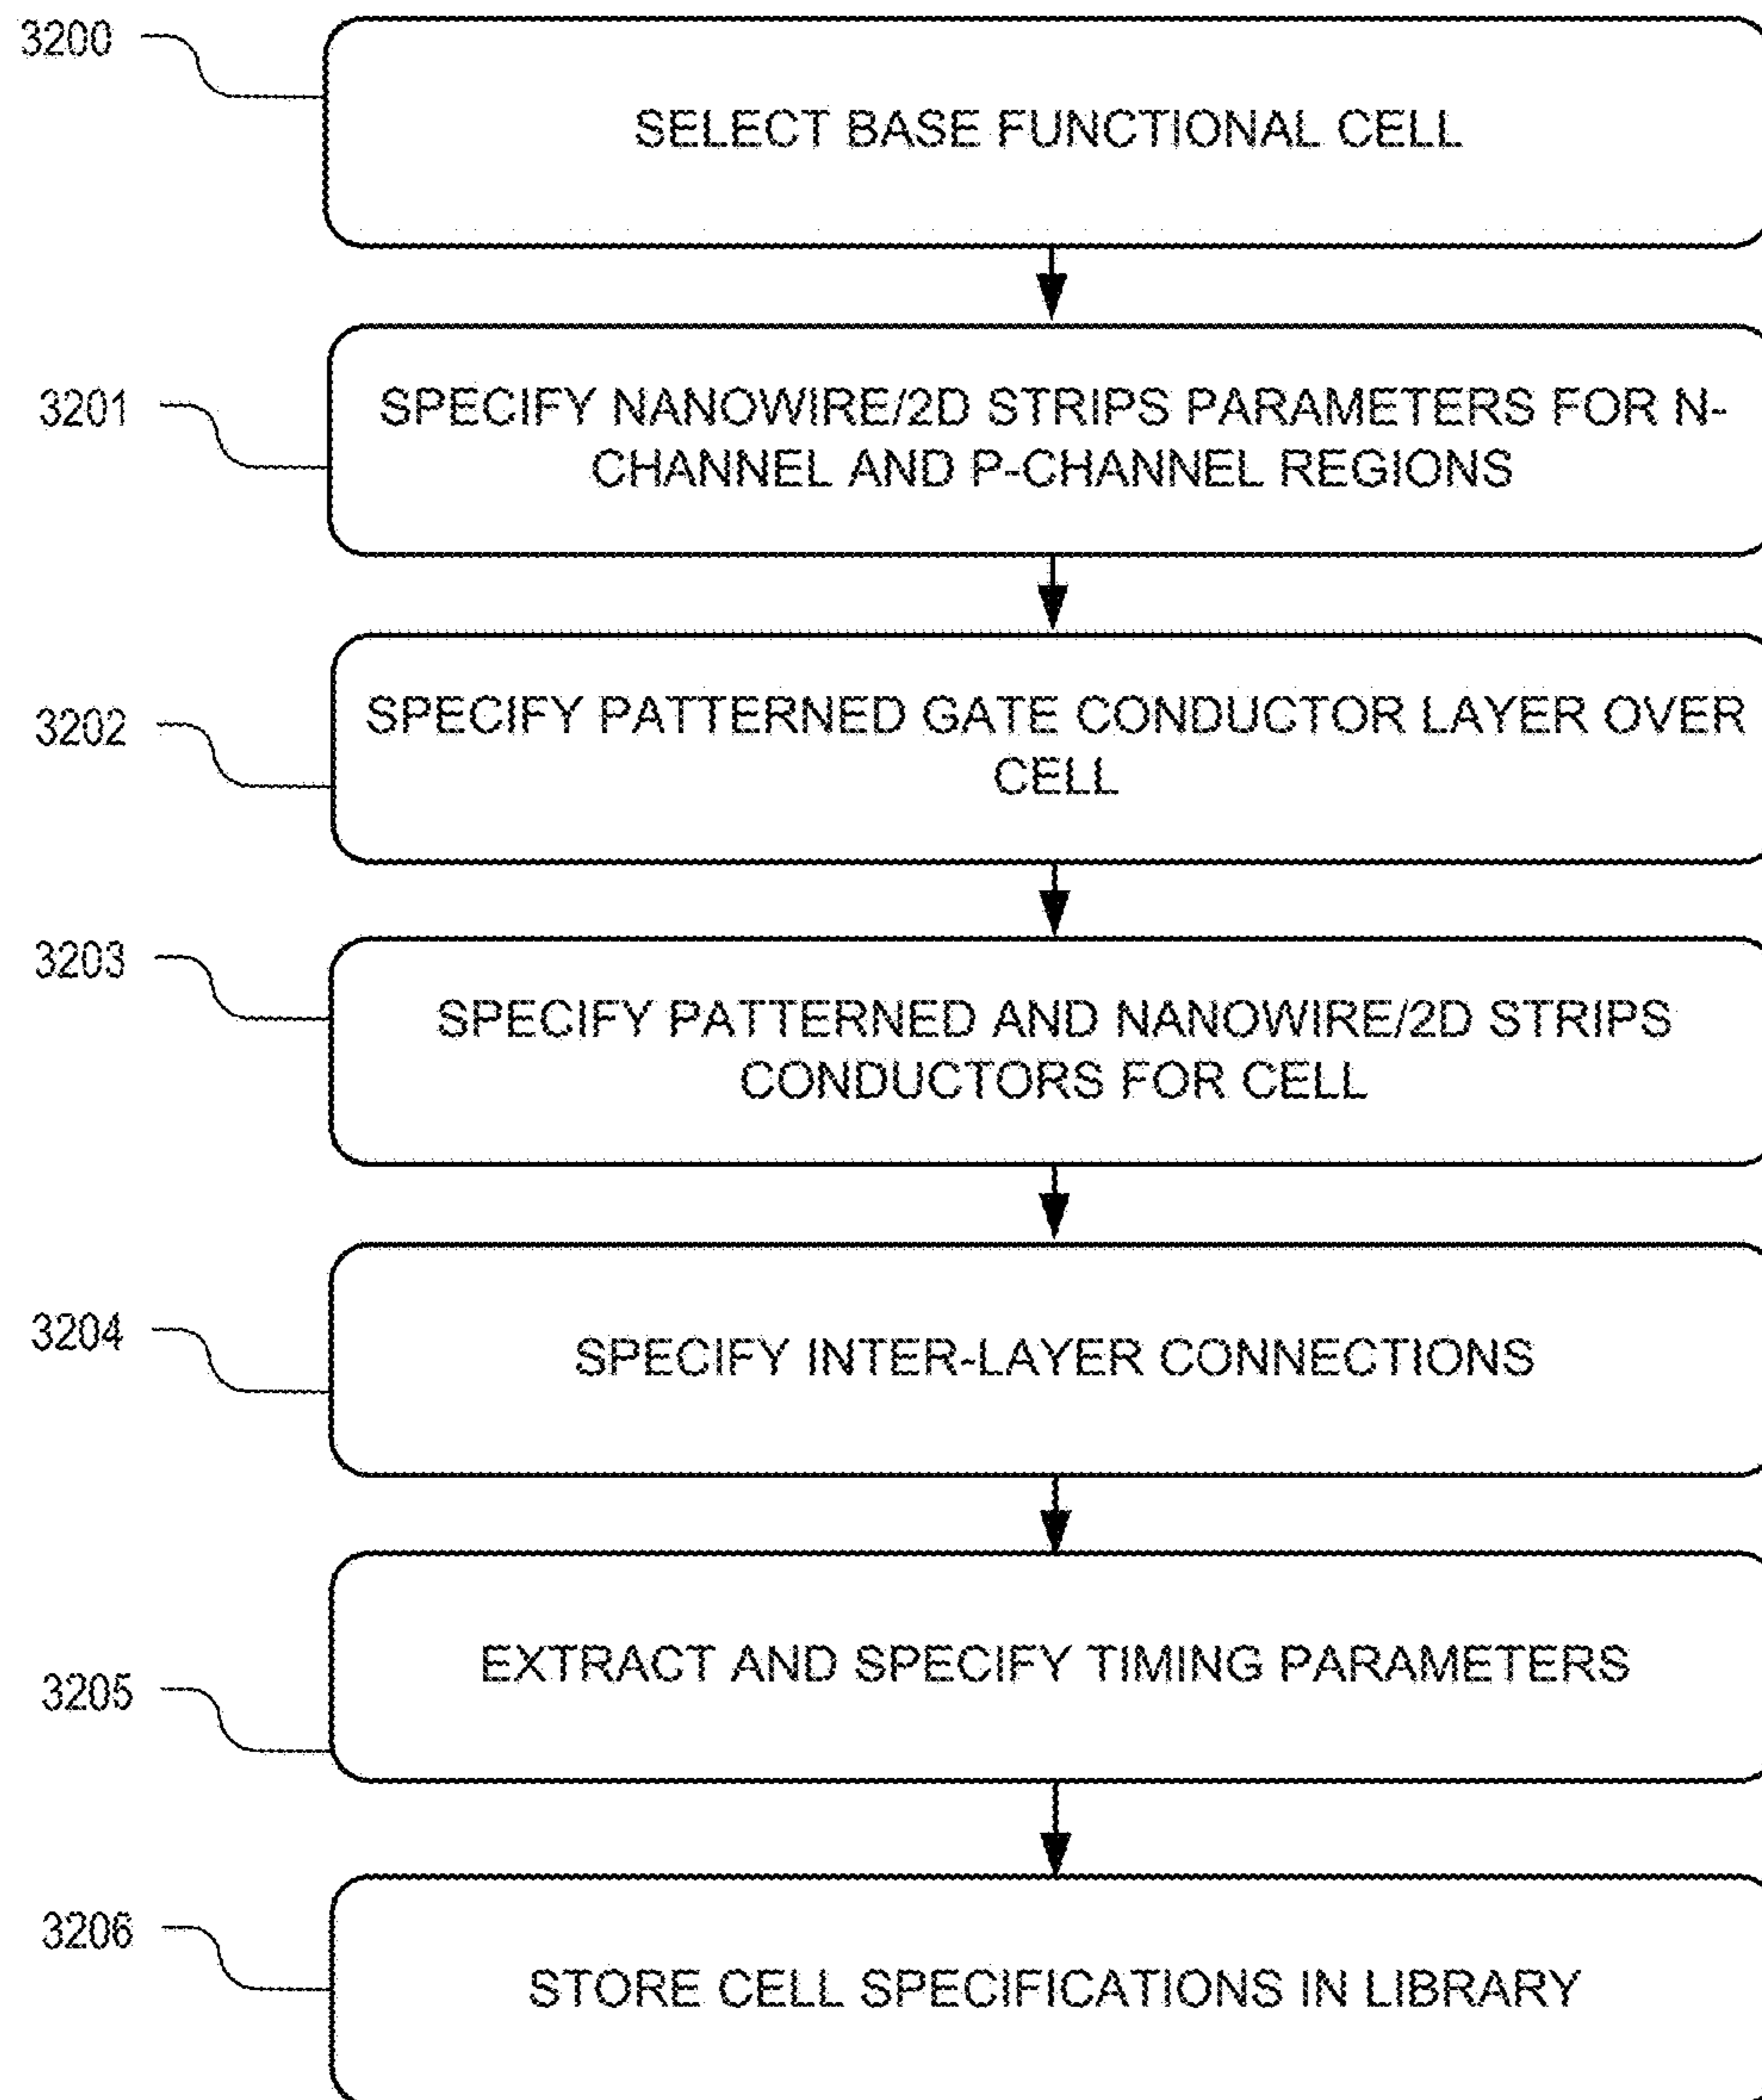 3200
SELECT BASE FUNCTIONAL CELL
3201
SPECIFY NANOWIRE/2D STRIPS PARAMETERS FOR N-
CHANNEL AND P-CHANNEL REGIONS
3202
SPECIFY PATTERNED GATE CONDUCTOR LAYER OVER
CELL
3203
SPECIFY PATTERNED AND NANOWIRE/2D STRIPS
CONDUCTORS FOR CELL
3204
SPECIFY INTER-LAYER CONNECTIONS
3205
EXTRACT AND SPECIFY TIMING PARAMETERS
3206
STORE CELL SPECIFICATIONS IN LIBRARY